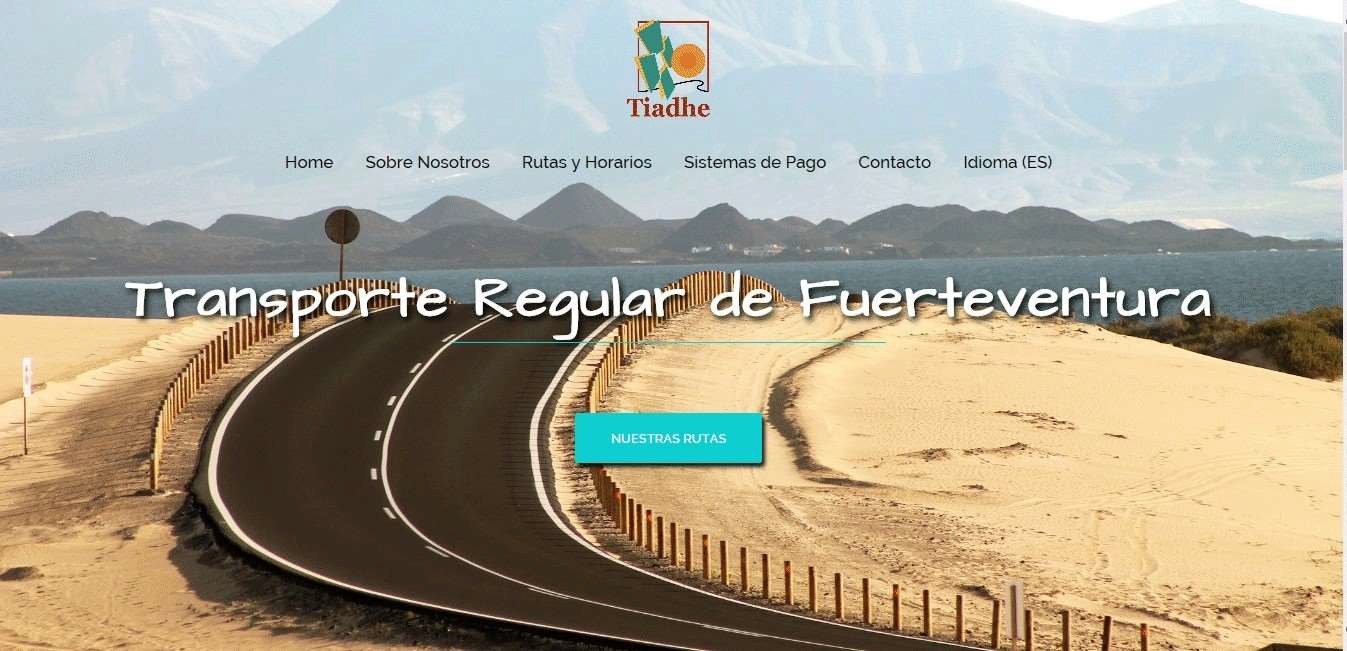 Tiadhe
Home Sobre Nosotros Rutas y Horarios Sistemas de Pago Contacto Idioma (ES)
Transporte Regular de Fuerteventura
NUESTRAS RUTAS